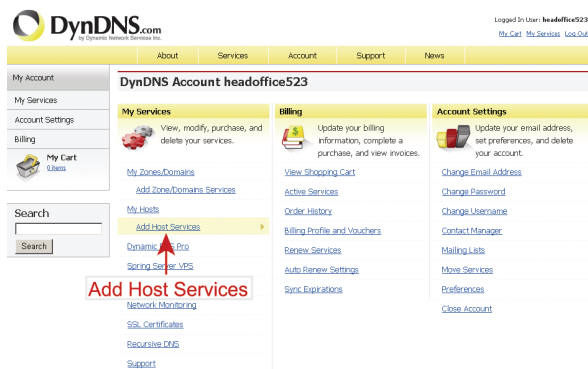 DynDNS.com
by Dynamic Network Services Inc.
Logged In User: headoffice523
My Cart My Services Log Out
About Services Account Support News
My Account
My Services
Account Settings
Billing
My Cart
0 items
Search
Search
DynDNS Account headoffice523
My Services
View, modify, purchase, and
delete your services.
My Zones/Domains
Add Zone/Domains Services
My Hosts
Add Host Services
Dynamic DNS Pro
Spring Server VPS
Add Host Services
Network Monitoring
SSL Certificates
Recursive DNS
Support
Billing
Update your billing
information, complete a
purchase, and view invoices.
View Shopping Cart
Active Services
Order History
Billing Profile and Vouchers
Renew Services
Auto Renew Settings
Sync Expirations
Account Settings
Update your email address,
set preferences, and delete
your account.
Change Email Address
Change Password
Change Username
Contact Manager
Mailing Lists
Move Services
Preferences
Close Account